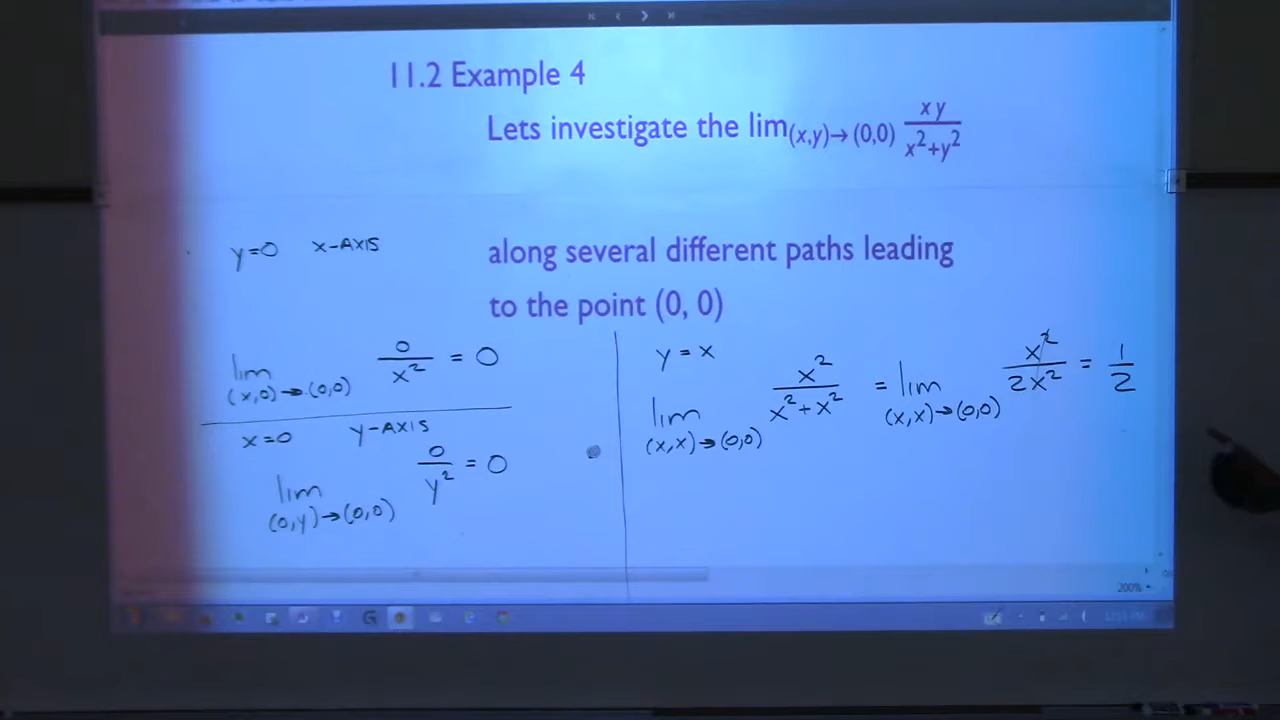 11.2 Example 4
Lets investigate the lim(x,y)→(0,0) xy/x²+y²
along several different paths leading
to the point (0, 0)
y=0 x-AXIS
lim (x,0)→(0,0) 0/x² = 0
x=0 y-AXIS
lim (0,y)→(0,0) 0/y² = 0
y = x
lim (x,x)→(0,0) x²/x²+x² = lim (x,x)→(0,0) x²/2x² = 1/2
200%